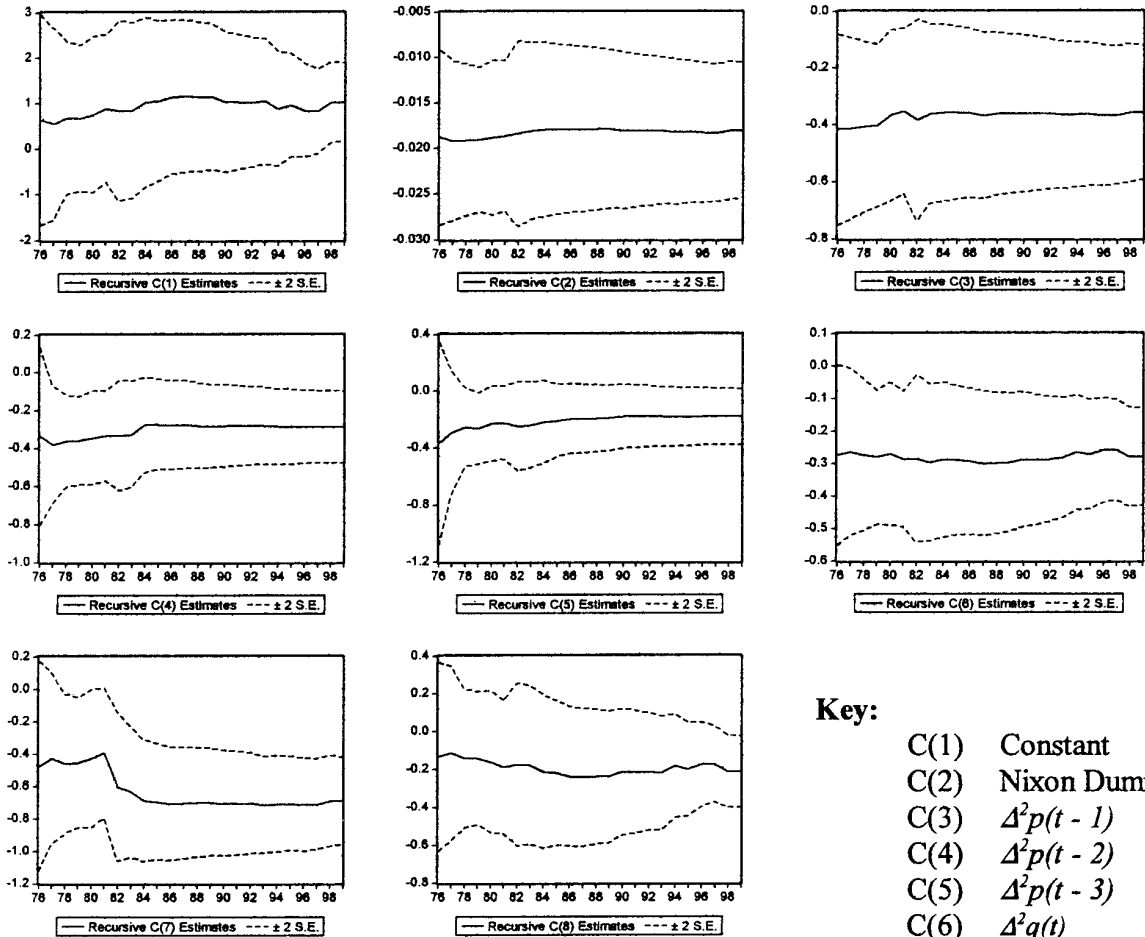 3
2
1
0
-1
-2
76 78 80 82 84 86 88 90 92 94 96 98
Recursive C(1) Estimates ± 2 S.E.
-0.005
-0.010
-0.015
-0.020
-0.025
-0.030
76 78 80 82 84 86 88 90 92 94 96 98
Recursive C(2) Estimates ± 2 S.E.
0.0
-0.2
-0.4
-0.6
-0.8
76 78 80 82 84 86 88 90 92 94 96 98
Recursive C(3) Estimates ± 2 S.E.
0.2
0.0
-0.2
-0.4
-0.6
-0.8
-1.0
76 78 80 82 84 86 88 90 92 94 96 98
Recursive C(4) Estimates ± 2 S.E.
0.4
0.0
-0.4
-0.8
-1.2
76 78 80 82 84 86 88 90 92 94 96 98
Recursive C(5) Estimates ± 2 S.E.
0.1
0.0
-0.1
-0.2
-0.3
-0.4
-0.5
-0.6
76 78 80 82 84 86 88 90 92 94 96 98
Recursive C(6) Estimates ± 2 S.E.
0.2
0.0
-0.2
-0.4
-0.6
-0.8
-1.0
-1.2
76 78 80 82 84 86 88 90 92 94 96 98
Recursive C(7) Estimates ± 2 S.E.
0.4
0.2
0.0
-0.2
-0.4
-0.6
-0.8
76 78 80 82 84 86 88 90 92 94 96 98
Recursive C(8) Estimates ± 2 S.E.
Key:
C(1) Constant
C(2) Nixon
C(3) Δ²p(t - 1)
C(4) Δ²p(t - 2)
C(5) Δ²p(t - 3)
C(6) Δ²q(t)